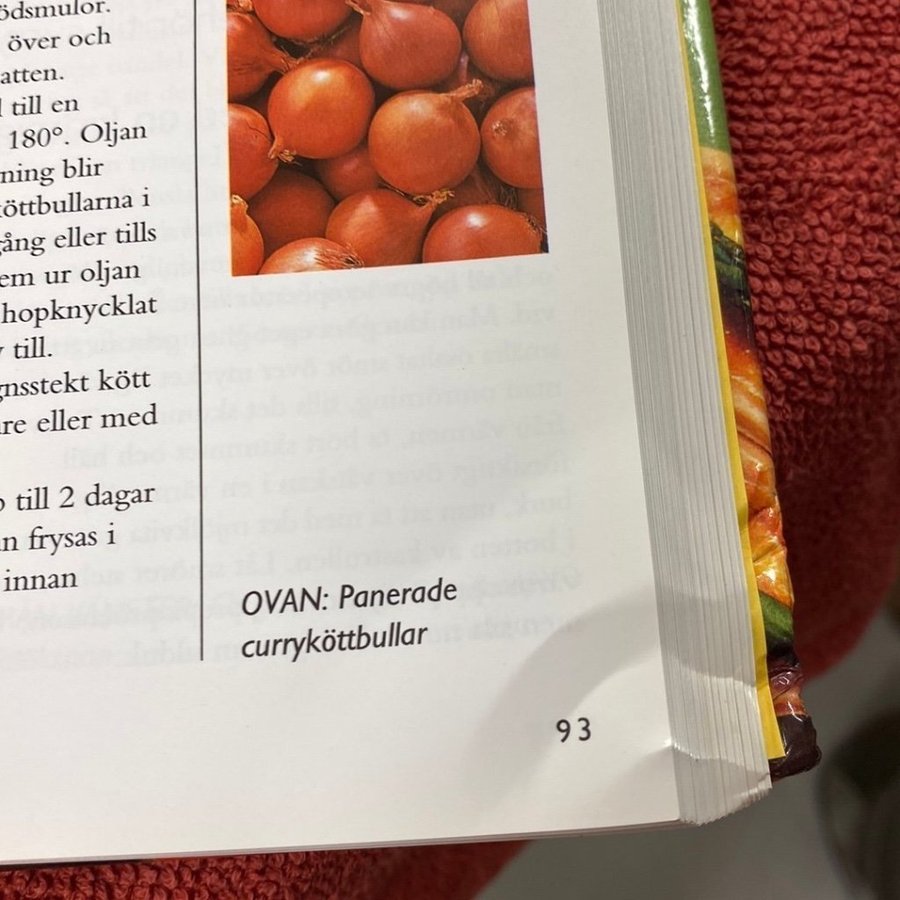 ödsmulor.
över och
atten.
till en
180°. Oljan
ning blir
köttbullarna i
gång eller tills
em ur oljan
hopknycklat
till.
gnsstekt kött
are eller med
till 2 dagar
an frysas i
innan
OVAN: Panerade
curryköttbullar
93